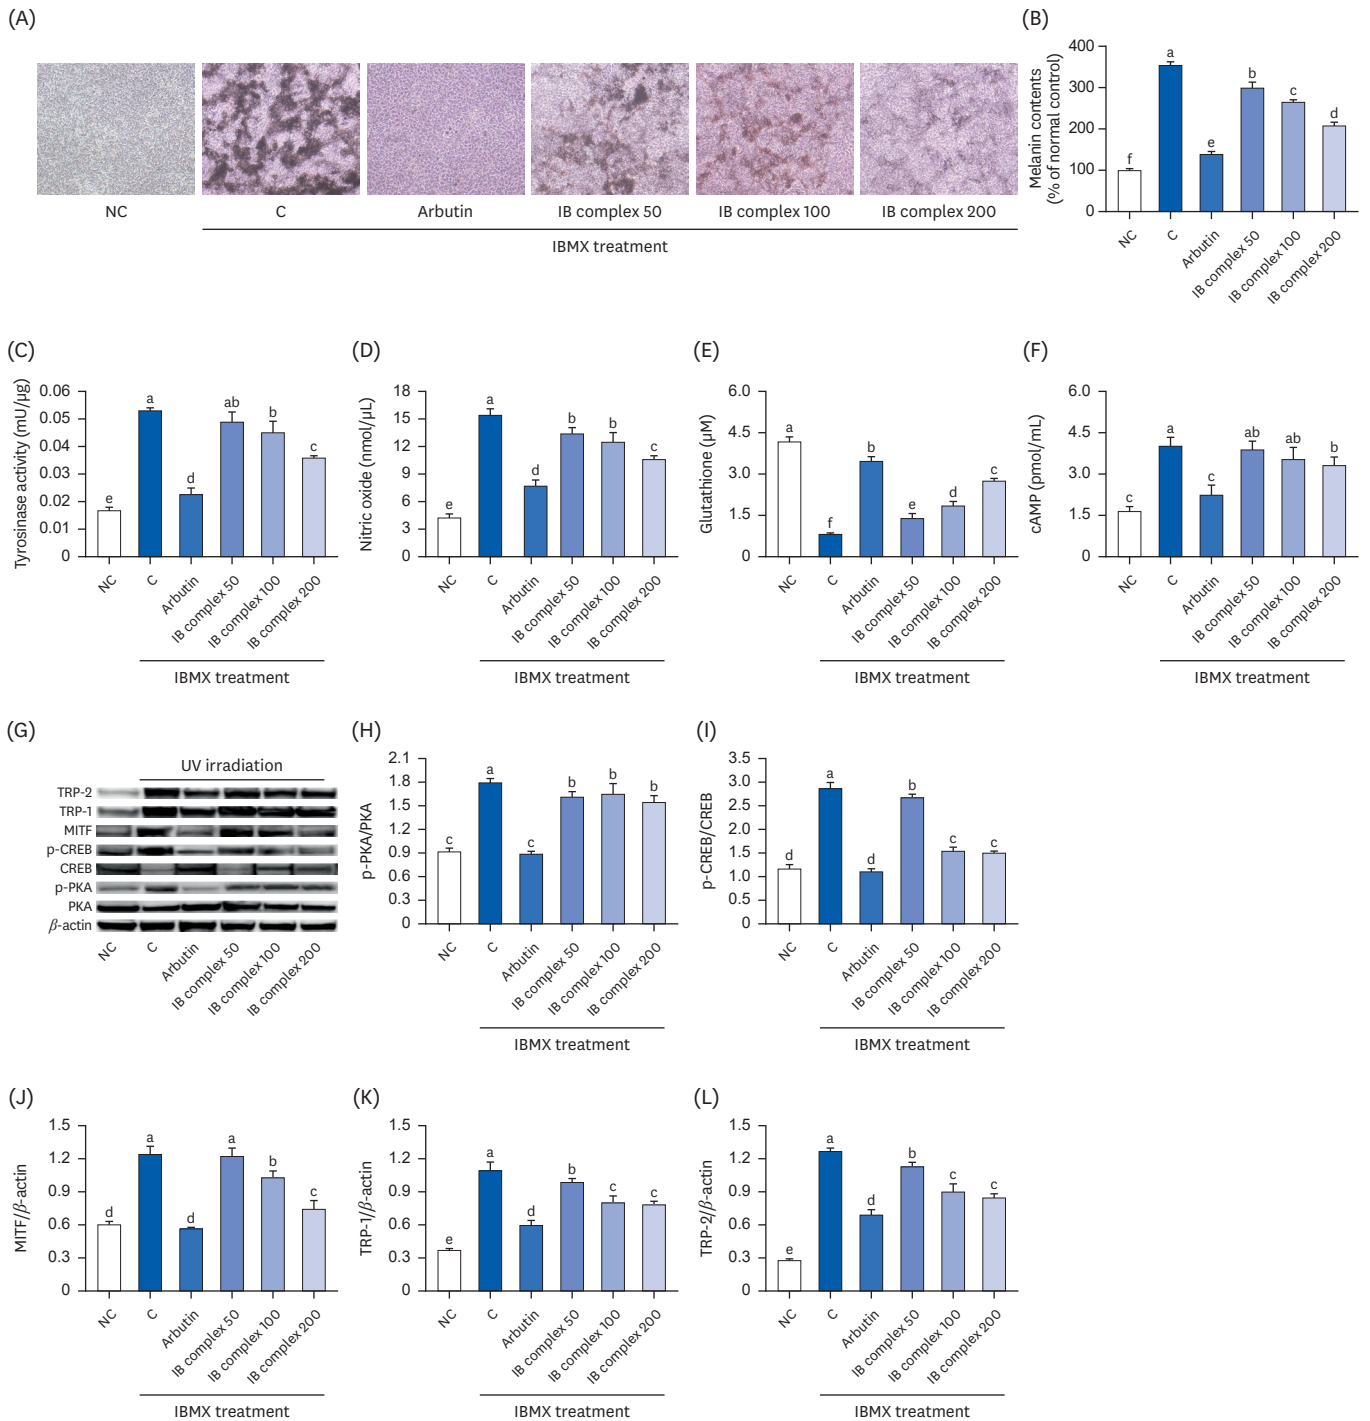 (A)
NC
C
Arbutin
IB complex 50
IB complex 100
IB complex 200
IBMX treatment
(B)
Melanin contents
(% of normal control)
400
300
200
100
0
f
a
e
b
c
d
NC
C
Arbutin
IB complex 50
IB complex 100
IB complex 200
(C)
Tyrosinase activity (mU/μg)
0.06
0.05
0.04
0.03
0.02
0.01
0
e
a
d
ab
b
c
NC
C
Arbutin
IB complex 50
IB complex 100
IB complex 200
IBMX treatment
(D)
Nitric oxide (nmol/μL)
18
15
12
9
6
3
0
e
a
d
b
b
c
NC
C
Arbutin
IB complex 50
IB complex 100
IB complex 200
IBMX treatment
(E)
Glutathione (μM)
6.0
4.5
3.0
1.5
0
a
f
b
e
d
c
NC
C
Arbutin
IB complex 50
IB complex 100
IB complex 200
IBMX treatment
(F)
cAMP (pmol/mL)
6.0
4.5
3.0
1.5
0
c
a
c
ab
ab
b
NC
C
Arbutin
IB complex 50
IB complex 100
IB complex 200
IBMX treatment
(G)
UV irradiation
TRP-2
TRP-1
MITF
p-CREB
CREB
p-PKA
PKA
β-actin
NC
C
Arbutin
IB complex 50
IB complex 100
IB complex 200
(H)
p-PKA/PKA
2.1
1.8
1.5
1.2
0.9
0.6
0.3
0
c
a
c
b
b
b
NC
C
Arbutin
IB complex 50
IB complex 100
IB complex 200
IBMX treatment
(I)
p-CREB/CREB
3.5
3.0
2.5
2.0
1.5
1.0
0.5
0
d
a
d
b
c
c
NC
C
Arbutin
IB complex 50
IB complex 100
IB complex 200
IBMX treatment
(J)
MITF/β-actin
1.5
1.2
0.9
0.6
0.3
0
d
a
d
a
b
c
NC
C
Arbutin
IB complex 50
IB complex 100
IB complex 200
IBMX treatment
(K)
TRP-1/β-actin
1.5
1.2
0.9
0.6
0.3
0
e
a
d
b
c
c
NC
C
Arbutin
IB complex 50
IB complex 100
IB complex 200
IBMX treatment
(L)
TRP-2/β-actin
1.5
1.2
0.9
0.6
0.3
0
e
a
d
b
c
c
NC
C
Arbutin
IB complex 50
IB complex 100
IB complex 200
IBMX treatment